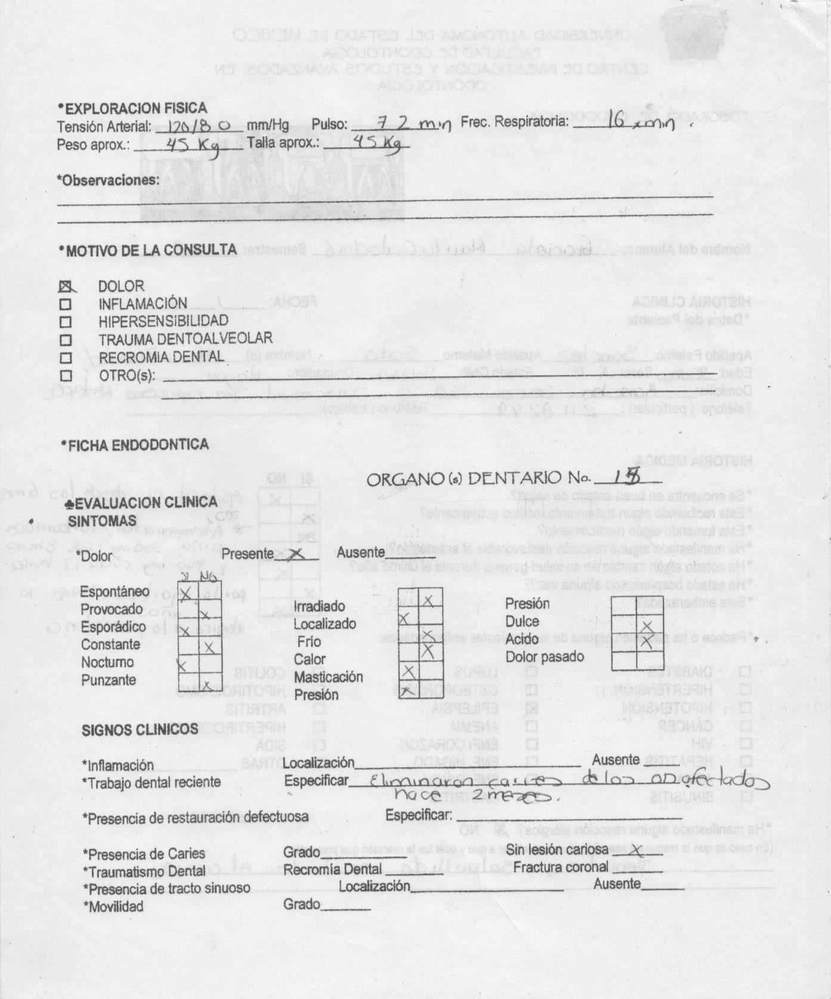 *EXPLORACION FISICA
Tensión Arterial: 120/80 mm/Hg Pulso: 72 min Frec. Respiratoria: 16 x min.
Peso aprox.: 45 Kg Talla aprox.: 45 Kg
*Observaciones:
*MOTIVO DE LA CONSULTA
☒ DOLOR
☐ INFLAMACIÓN
☐ HIPERSENSIBILIDAD
☐ TRAUMA DENTOALVEOLAR
☐ RECROMIA DENTAL
☐ OTRO(s):
*FICHA ENDODONTICA
ORGANO (s) DENTARIO No.
♣EVALUACION CLINICA
SINTOMAS
*Dolor Presente X Ausente
SI NO
Espontáneo X
Provocado X
Esporádico X
Constante X
Nocturno X
Punzante X
Irradiado X
Localizado X
Frío X
Calor X
Masticación X
Presión X
Presión
Dulce X
Acido X
Dolor pasado
SIGNOS CLINICOS
*Inflamación Localización Ausente
*Trabajo dental reciente Especificar Eliminaron caries de los OD afectados
hace 2 meses.
*Presencia de restauración defectuosa Especificar:
*Presencia de Caries Grado Sin lesión cariosa X
*Traumatismo Dental Recromía Dental Fractura coronal
*Presencia de tracto sinuoso Localización Ausente
*Movilidad Grado